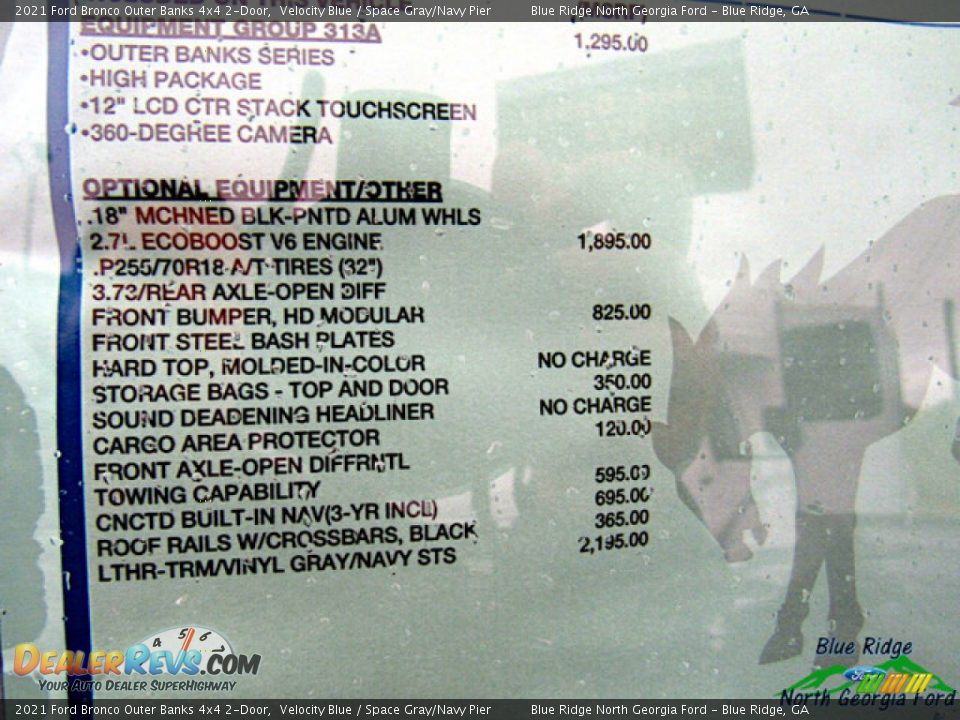 2021 Ford Bronco Outer Banks 4x4 2-Door, Velocity Blue / Space Gray/Navy Pier Blue Ridge North Georgia Ford - Blue Ridge, GA
EQUIPMENT GROUP 313A
•OUTER BANKS SERIES 1,295.00
•HIGH PACKAGE
•12" LCD CTR STACK TOUCHSCREEN
•360-DEGREE CAMERA
OPTIONAL EQUIPMENT/OTHER
.18" MCHNED BLK-PNTD ALUM WHLS
2.7L ECOBOOST V6 ENGINE 1,895.00
.P255/70R18 A/T TIRES (32")
3.73/REAR AXLE-OPEN DIFF
FRONT BUMPER, HD MODULAR 825.00
FRONT STEEL BASH PLATES
HARD TOP, MOLDED-IN-COLOR NO CHARGE
STORAGE BAGS - TOP AND DOOR 350.00
SOUND DEADENING HEADLINER NO CHARGE
CARGO AREA PROTECTOR 120.00
FRONT AXLE-OPEN DIFFRNTL
TOWING CAPABILITY 595.00
CNCTD BUILT-IN NAV(3-YR INCL) 695.00
ROOF RAILS W/CROSSBARS, BLACK 365.00
LTHR-TRM/VINYL GRAY/NAVY STS 2,195.00
4 5 6
DEALERREVS.COM
YOUR AUTO DEALER SUPERHIGHWAY
Blue Ridge
Ford
North Georgia Ford
2021 Ford Bronco Outer Banks 4x4 2-Door, Velocity Blue / Space Gray/Navy Pier Blue Ridge North Georgia Ford - Blue Ridge, GA